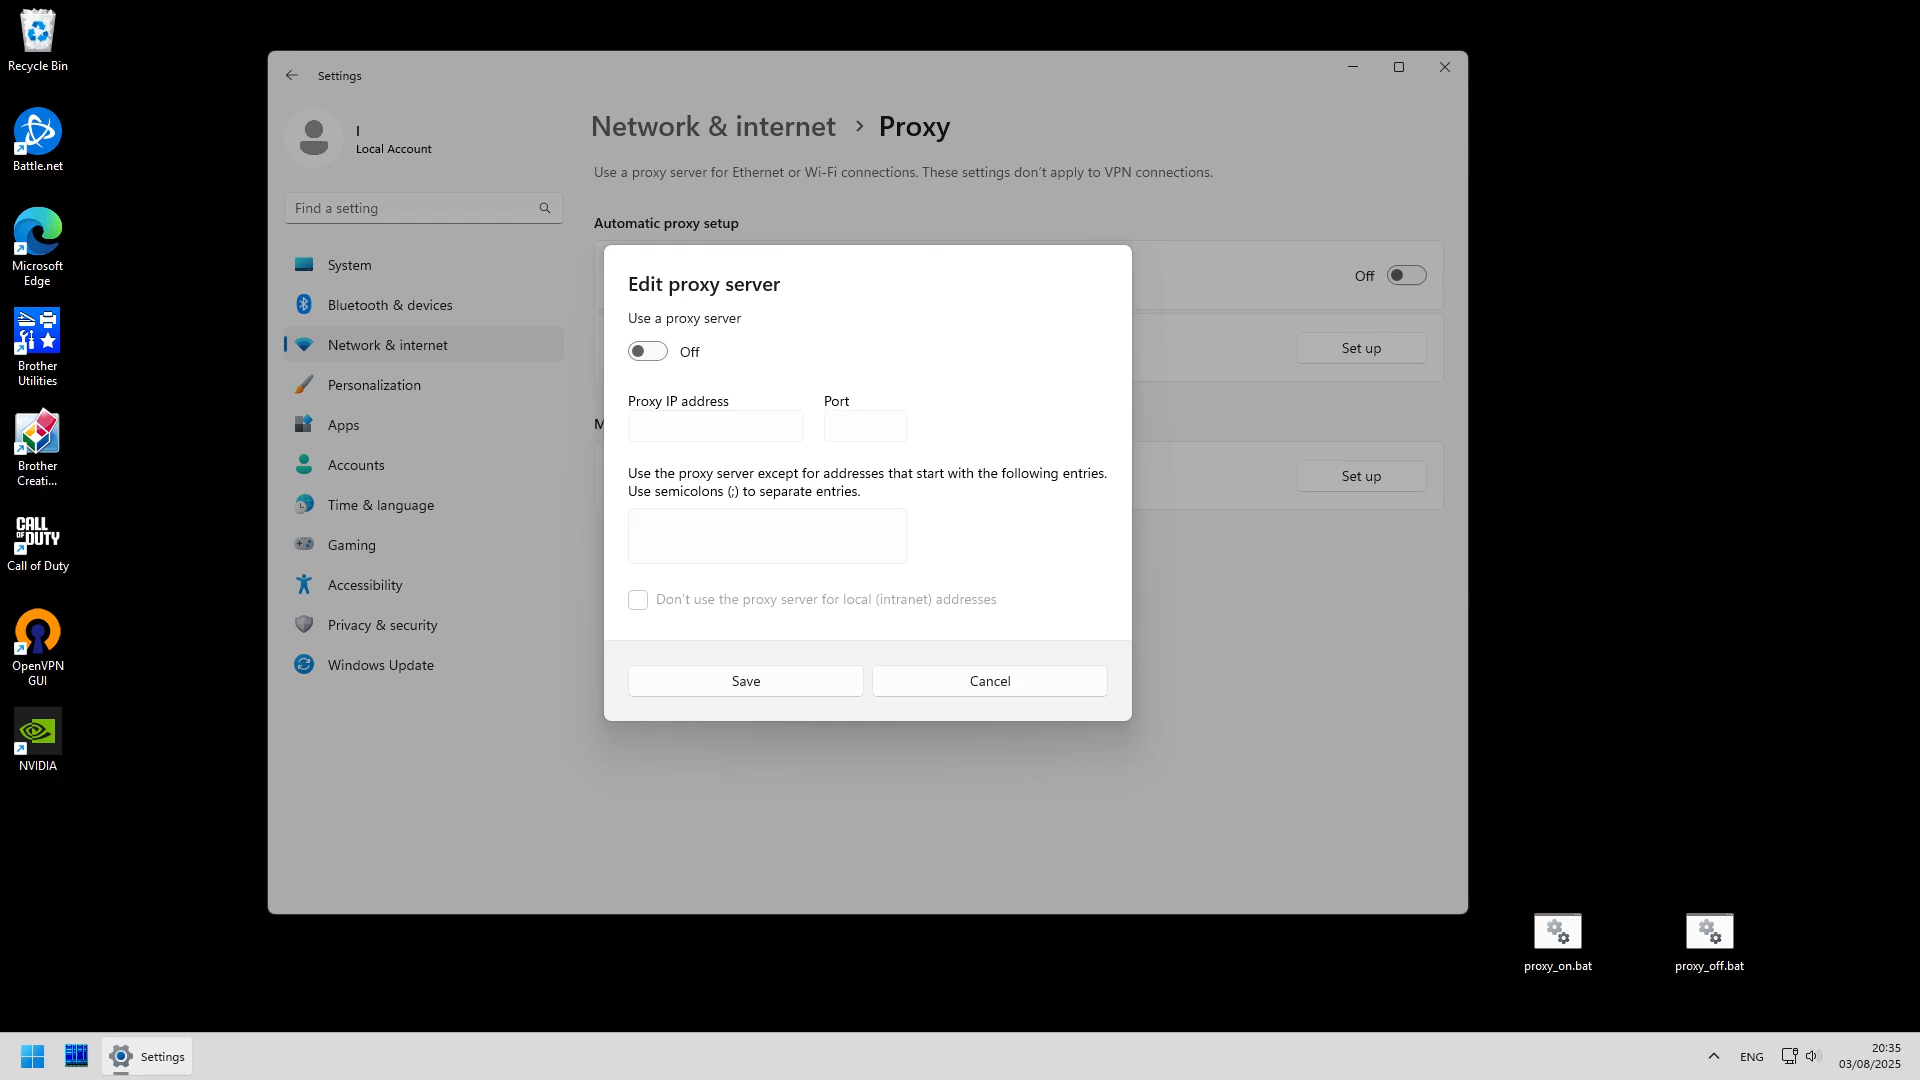 Recycle Bin
Battle.net
Microsoft
Edge
Brother
Utilities
Brother
Creati...
CALL
OF DUTY
Call of Duty
OpenVPN
GUI
NVIDIA
Settings
I
Local Account
Find a setting
System
Bluetooth & devices
Network & internet
Personalization
Apps
Accounts
Time & language
Gaming
Accessibility
Privacy & security
Windows Update
Network & internet > Proxy
Use a proxy server for Ethernet or Wi-Fi connections. These settings don't apply to VPN connections.
Automatic proxy setup
Off
Set up
M
Set up
Edit proxy server
Use a proxy server
Off
Proxy IP address
Port
Use the proxy server except for addresses that start with the following entries.
Use semicolons (;) to separate entries.
Don't use the proxy server for local (intranet) addresses
Save
Cancel
proxy_on.bat
proxy_off.bat
Settings
ENG
20:35
03/08/2025